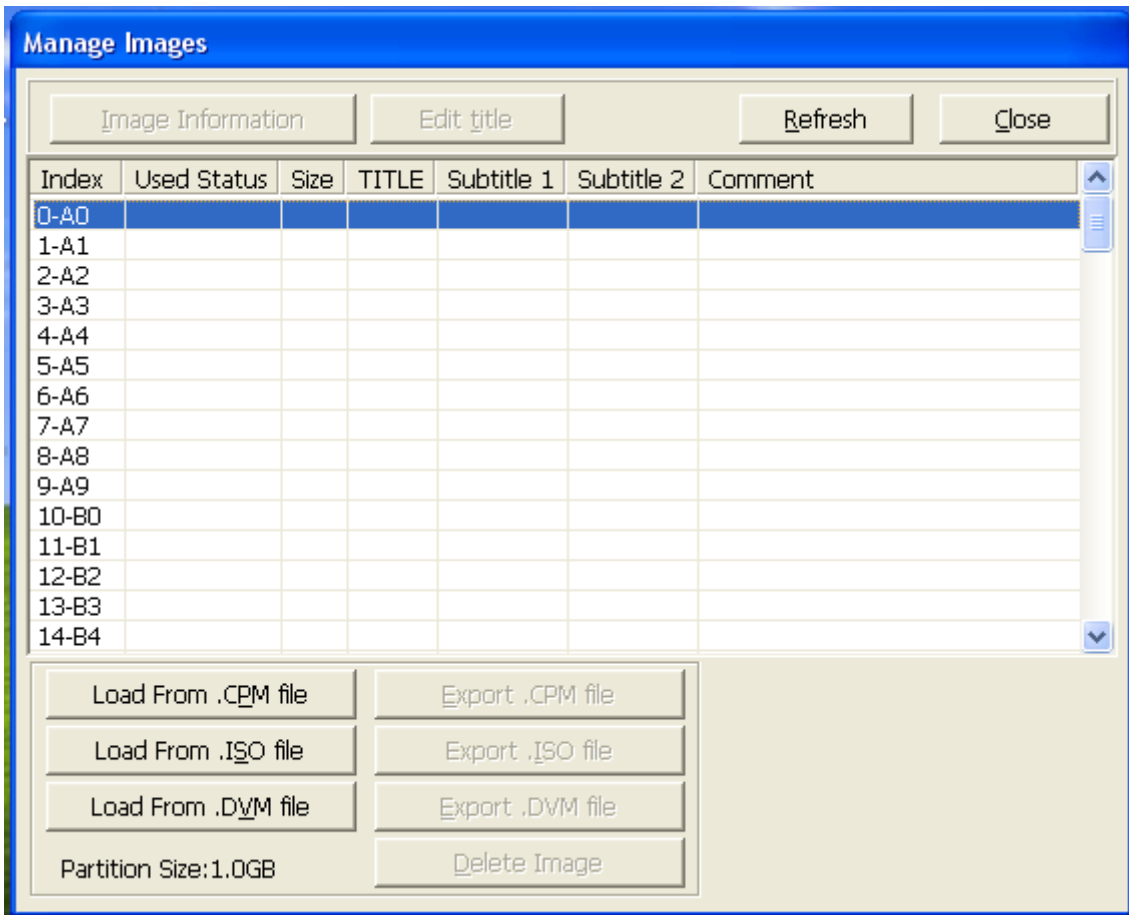 Manage Images
Image Information Edit title Refresh Close
Index Used Status Size TITLE Subtitle 1 Subtitle 2 Comment
0-A0
1-A1
2-A2
3-A3
4-A4
5-A5
6-A6
7-A7
8-A8
9-A9
10-B0
11-B1
12-B2
13-B3
14-B4
Load From .CPM file Export .CPM file
Load From .ISO file Export .ISO file
Load From .DVM file Export .DVM file
Partition Size:1.0GB Delete Image